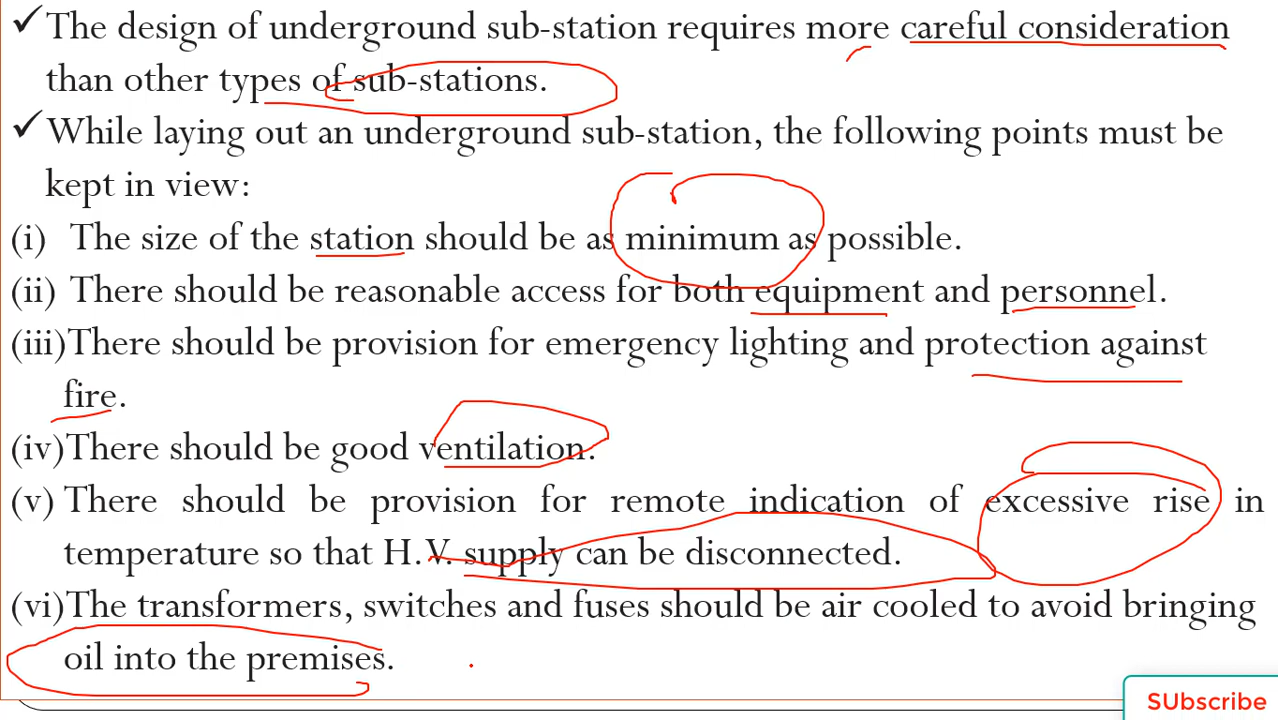 ✓The design of underground sub-station requires more careful consideration
than other types of sub-stations.
✓While laying out an underground sub-station, the following points must be
kept in view:
(i) The size of the station should be as minimum as possible.
(ii) There should be reasonable access for both equipment and personnel.
(iii)There should be provision for emergency lighting and protection against
fire.
(iv)There should be good ventilation.
(v) There should be provision for remote indication of excessive rise in
temperature so that H.V. supply can be disconnected.
(vi)The transformers, switches and fuses should be air cooled to avoid bringing
oil into the premises.
SUbscribe